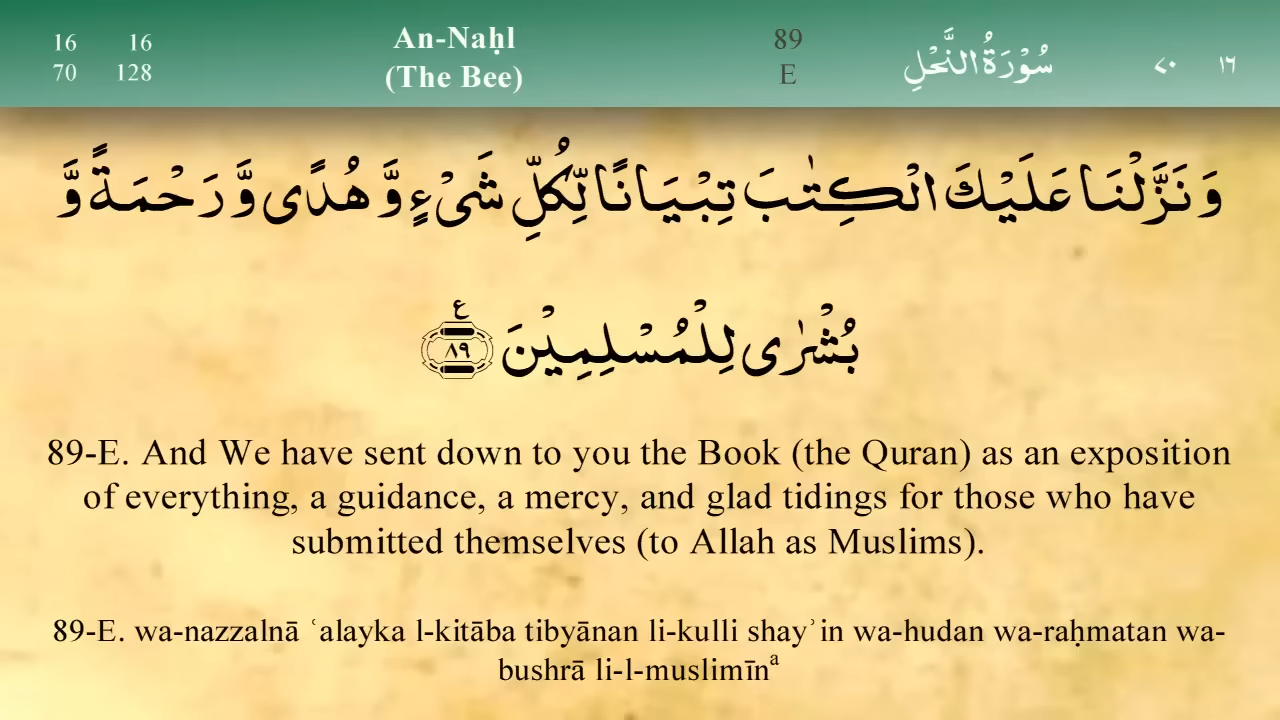 16 16
70 128
An-Naḥl
(The Bee)
89
E
سُوْرَةُ النَّحْلِ
٧٠ ١٦
وَ نَزَّلْنَا عَلَيْكَ الْكِتٰبَ تِبْيَانًا لِّكُلِّ شَیْءٍ وَّ هُدًی وَّ رَحْمَةً وَّ
بُشْرٰی لِلْمُسْلِمِیْنَ ع ۸۹
89-E. And We have sent down to you the Book (the Quran) as an exposition
of everything, a guidance, a mercy, and glad tidings for those who have
submitted themselves (to Allah as Muslims).
89-E. wa-nazzalnā ʿalayka l-kitāba tibyānan li-kulli shayʾin wa-hudan wa-raḥmatan wa-
bushrā li-l-muslimīnᵃ